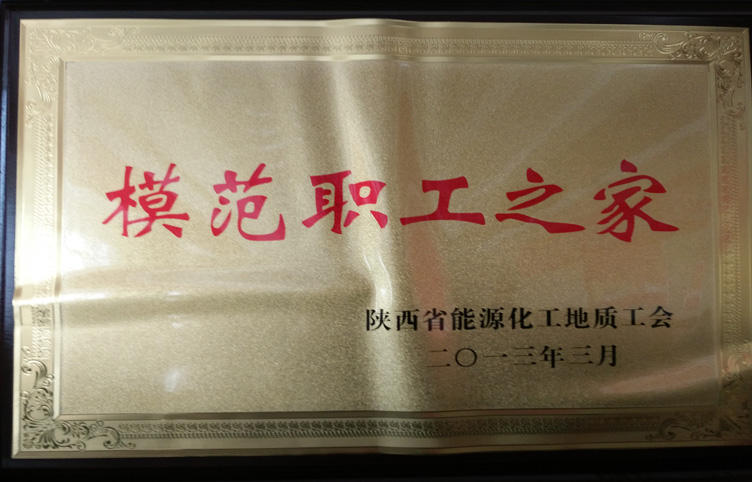 模范职工之家
陕西省能源化工地质工会
二〇一三年三月